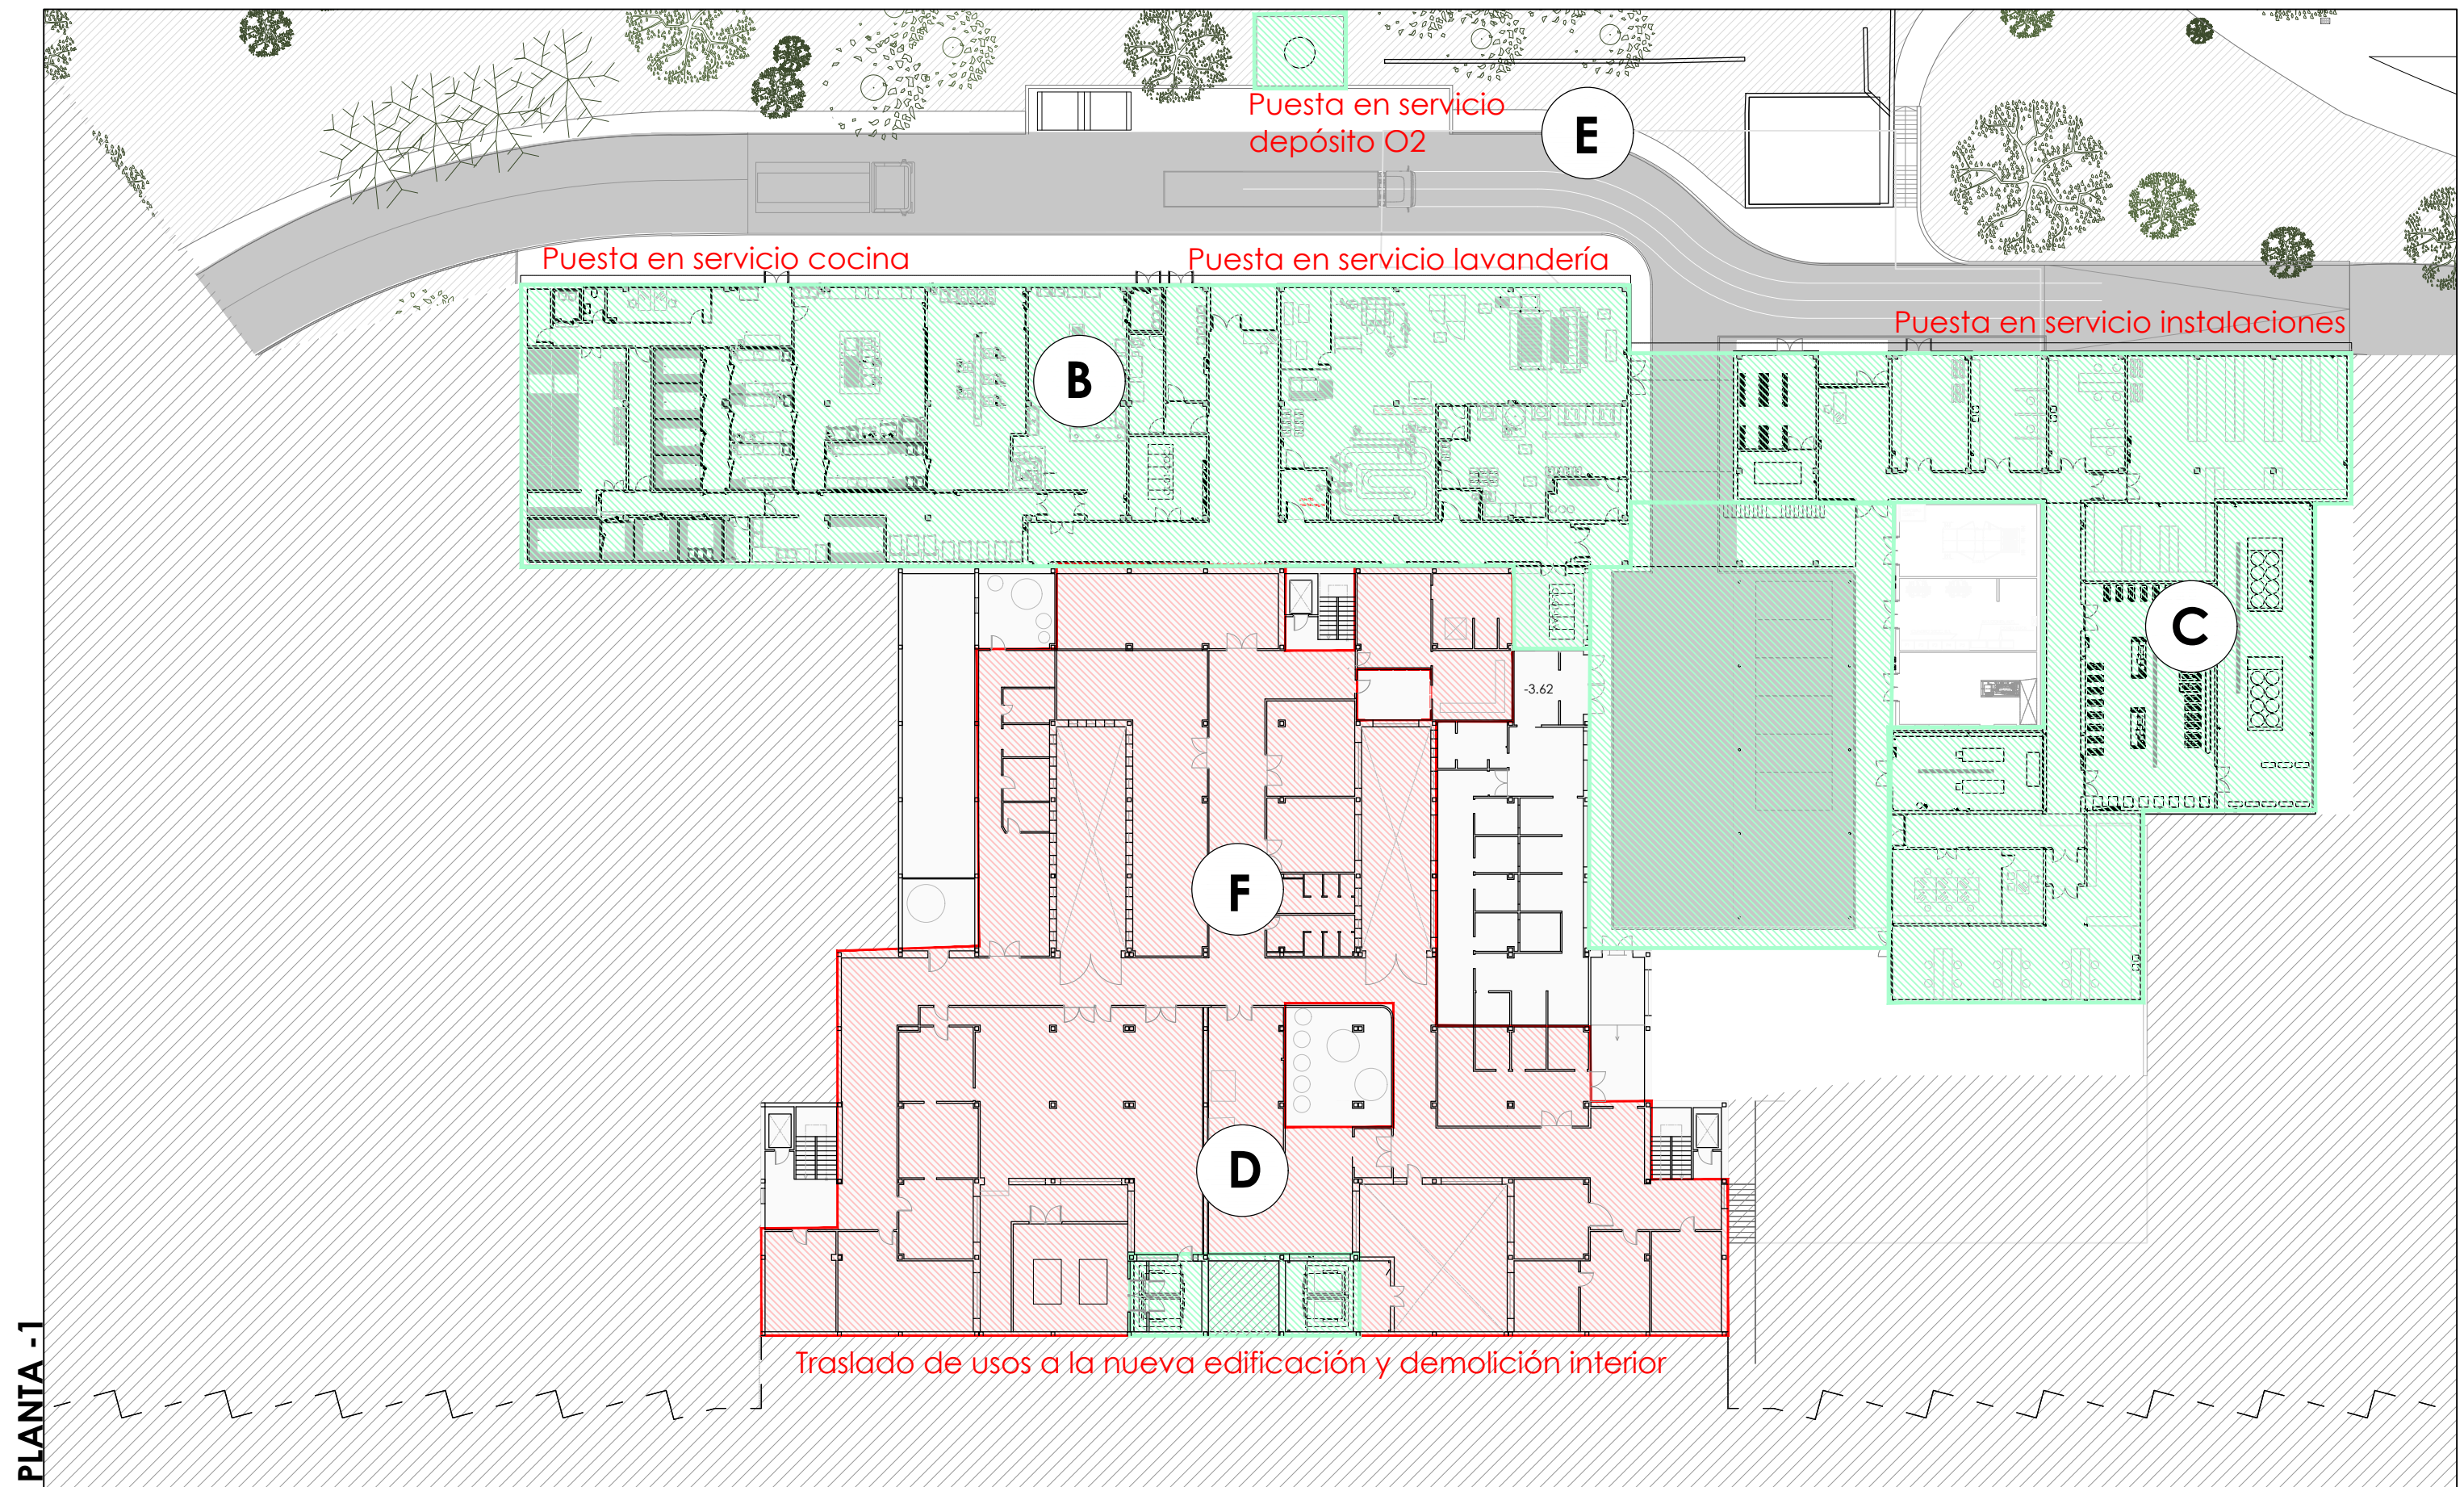 Puesta en servicio
depósito O2
E
Puesta en servicio cocina
Puesta en servicio lavandería
Puesta en servicio instalaciones
B
C
-3.62
F
D
Traslado de usos a la nueva edificación y demolición interior
PLANTA -1